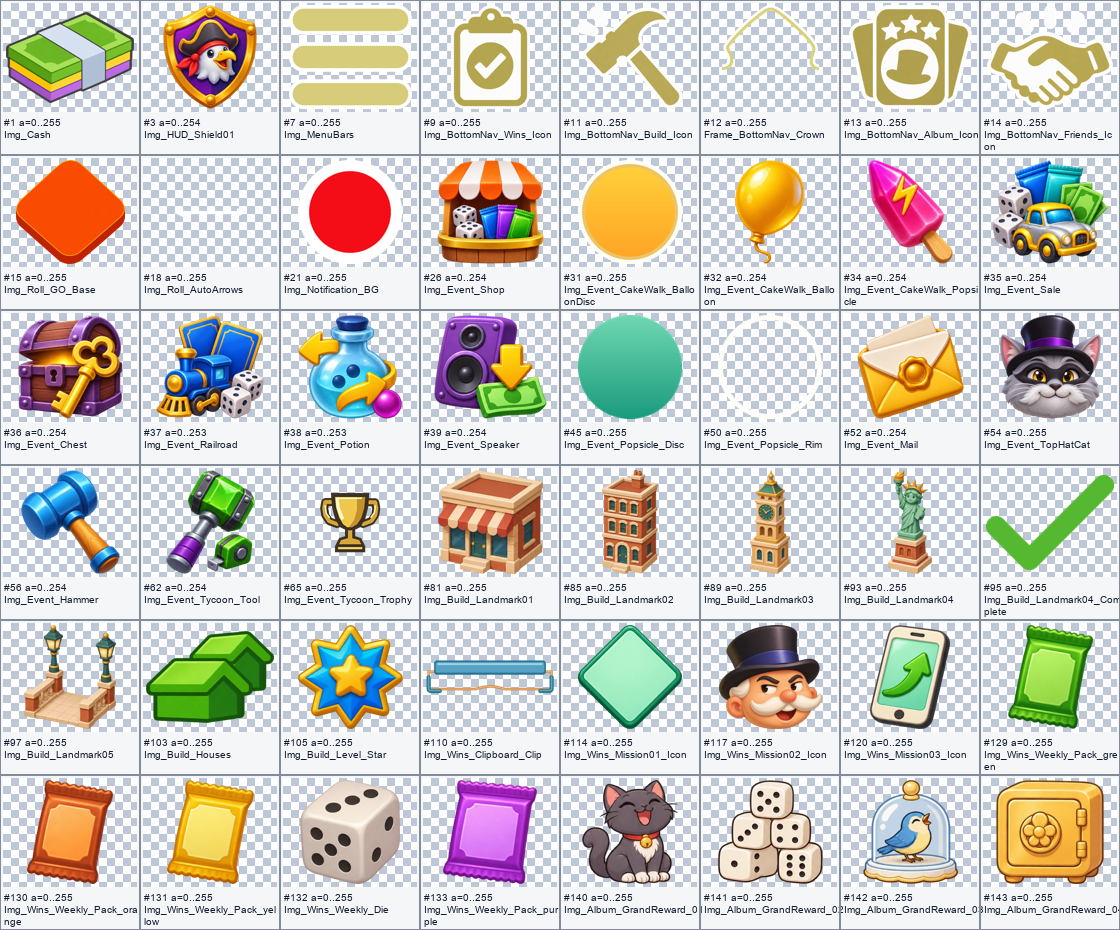 #1 a=0..255
Img_Cash
#3 a=0..254
Img_HUD_Shield01
#7 a=0..255
Img_MenuBars
#9 a=0..255
Img_BottomNav_Wins_Icon
#11 a=0..255
Img_BottomNav_Build_Icon
#12 a=0..255
Frame_BottomNav_Crown
#13 a=0..255
Img_BottomNav_Album_Icon
#14 a=0..255
Img_BottomNav_Friends_Ic
on
#15 a=0..255
Img_Roll_GO_Base
#18 a=0..255
Img_Roll_AutoArrows
#21 a=0..255
Img_Notification_BG
#26 a=0..254
Img_Event_Shop
#31 a=0..255
Img_Event_CakeWalk_Ballo
onDisc
#32 a=0..255
Img_Event_CakeWalk_Ballo
on
#34 a=0..255
Img_Event_CakeWalk_Popsi
cle
#35 a=0..254
Img_Event_Sale
#36 a=0..254
Img_Event_Chest
#37 a=0..253
Img_Event_Railroad
#38 a=0..253
Img_Event_Potion
#39 a=0..254
Img_Event_Speaker
#45 a=0..255
Img_Event_Popsicle_Disc
#50 a=0..255
Img_Event_Popsicle_Rim
#52 a=0..255
Img_Event_Mail
#54 a=0..255
Img_Event_TopHatCat
#56 a=0..254
Img_Event_Hammer
#62 a=0..254
Img_Event_Tycoon_Tool
#65 a=0..255
Img_Event_Tycoon_Trophy
#81 a=0..255
Img_Build_Landmark01
#85 a=0..255
Img_Build_Landmark02
#89 a=0..255
Img_Build_Landmark03
#93 a=0..255
Img_Build_Landmark04
#95 a=0..255
Img_Build_Landmark04_Com
plete
#97 a=0..255
Img_Build_Landmark05
#103 a=0..255
Img_Build_Houses
#105 a=0..255
Img_Build_Level_Star
#110 a=0..255
Img_Wins_Clipboard_Clip
#114 a=0..255
Img_Wins_Mission01_Icon
#117 a=0..255
Img_Wins_Mission02_Icon
#120 a=0..255
Img_Wins_Mission03_Icon
#129 a=0..255
Img_Wins_Weekly_Pack_gre
en
#130 a=0..255
Img_Wins_Weekly_Pack_ora
nge
#131 a=0..255
Img_Wins_Weekly_Pack_yel
low
#132 a=0..255
Img_Wins_Weekly_Die
#133 a=0..255
Img_Wins_Weekly_Pack_pur
ple
#140 a=0..255
Img_Album_GrandReward_0
#141 a=0..255
Img_Album_GrandReward_02
#142 a=0..255
Img_Album_GrandReward_03
#143 a=0..255
Img_Album_GrandReward_04